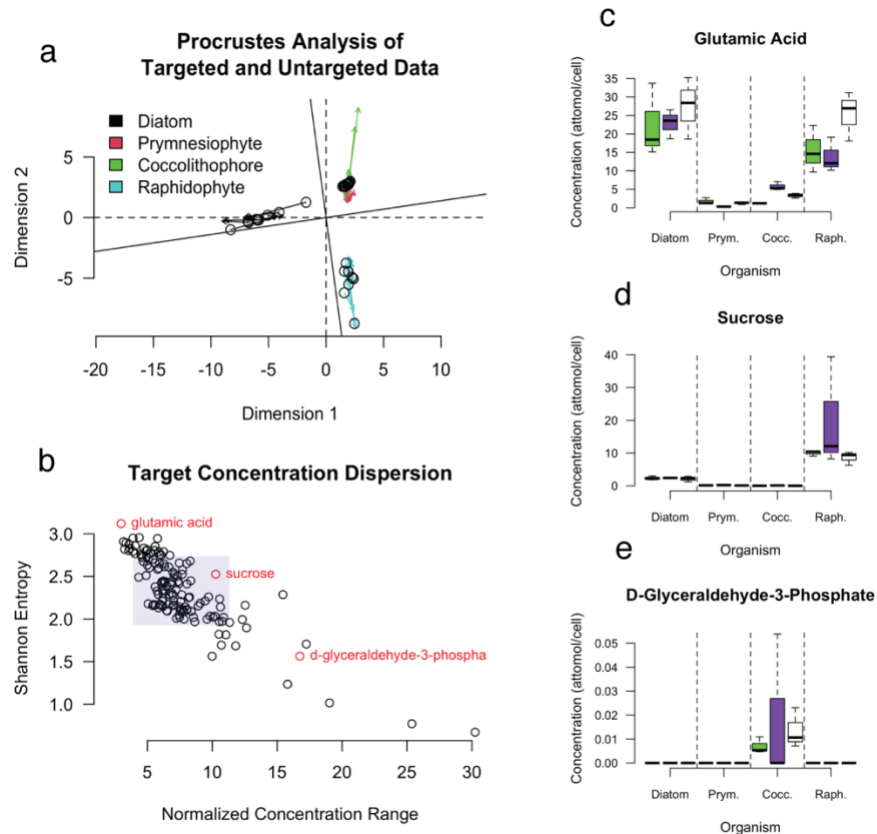 a
Procrustes Analysis of
Targeted and Untargeted Data
Diatom
Prymnesiophyte
Coccolithophore
Raphidophyte
Dimension 2
5
0
-5
-20 -15 -10 -5 0 5 10
Dimension 1
b
Target Concentration Dispersion
glutamic acid
sucrose
d-glyceraldehyde-3-phospha
Shannon Entropy
3.0
2.5
2.0
1.5
1.0
5 10 15 20 25 30
Normalized Concentration Range
c
Glutamic Acid
Concentration (attomol/cell)
35
30
25
20
15
10
5
0
Diatom Prym. Cocc. Raph.
Organism
d
Sucrose
Concentration (attomol/cell)
40
30
20
10
0
Diatom Prym. Cocc. Raph.
Organism
e
D-Glyceraldehyde-3-Phosphate
Concentration (attomol/cell)
0.05
0.04
0.03
0.02
0.01
0.00
Diatom Prym. Cocc. Raph.
Organism